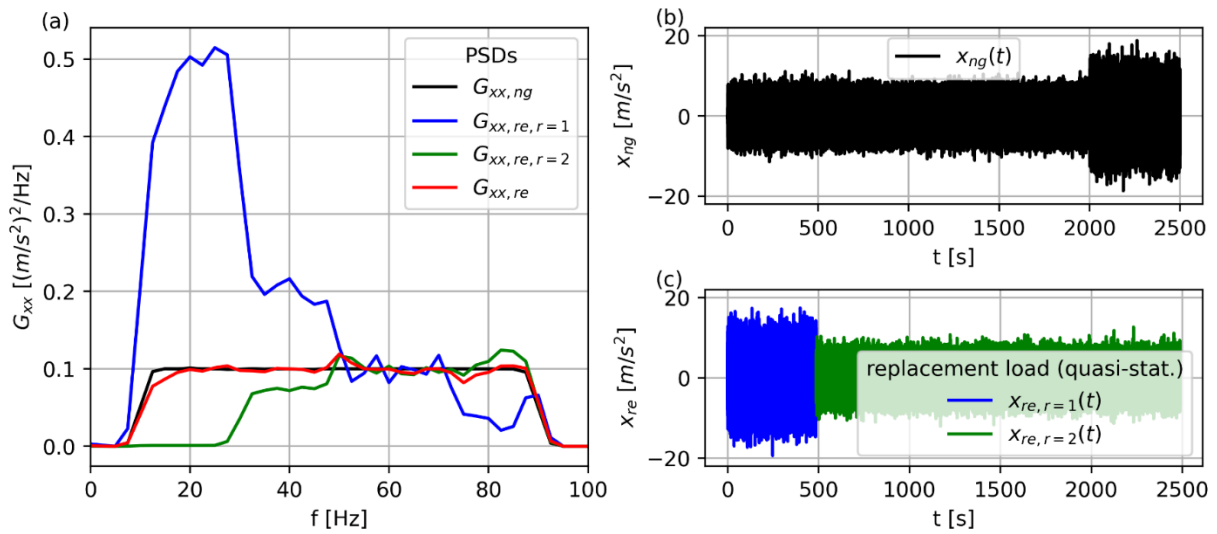 (a)
0.5
0.4
0.3
0.2
0.1
0.0
G_{xx} [(m/s²)²/Hz]
PSDs
G_{xx, ng}
G_{xx, re, r=1}
G_{xx, re, r=2}
G_{xx, re}
0 20 40 60 80 100
f [Hz]
(b)
20
0
−20
x_{ng} [m/s²]
x_{ng}(t)
0 500 1000 1500 2000 2500
t [s]
(c)
20
0
−20
x_{re} [m/s²]
replacement load (quasi-stat.)
x_{re, r=1}(t)
x_{re, r=2}(t)
0 500 1000 1500 2000 2500
t [s]